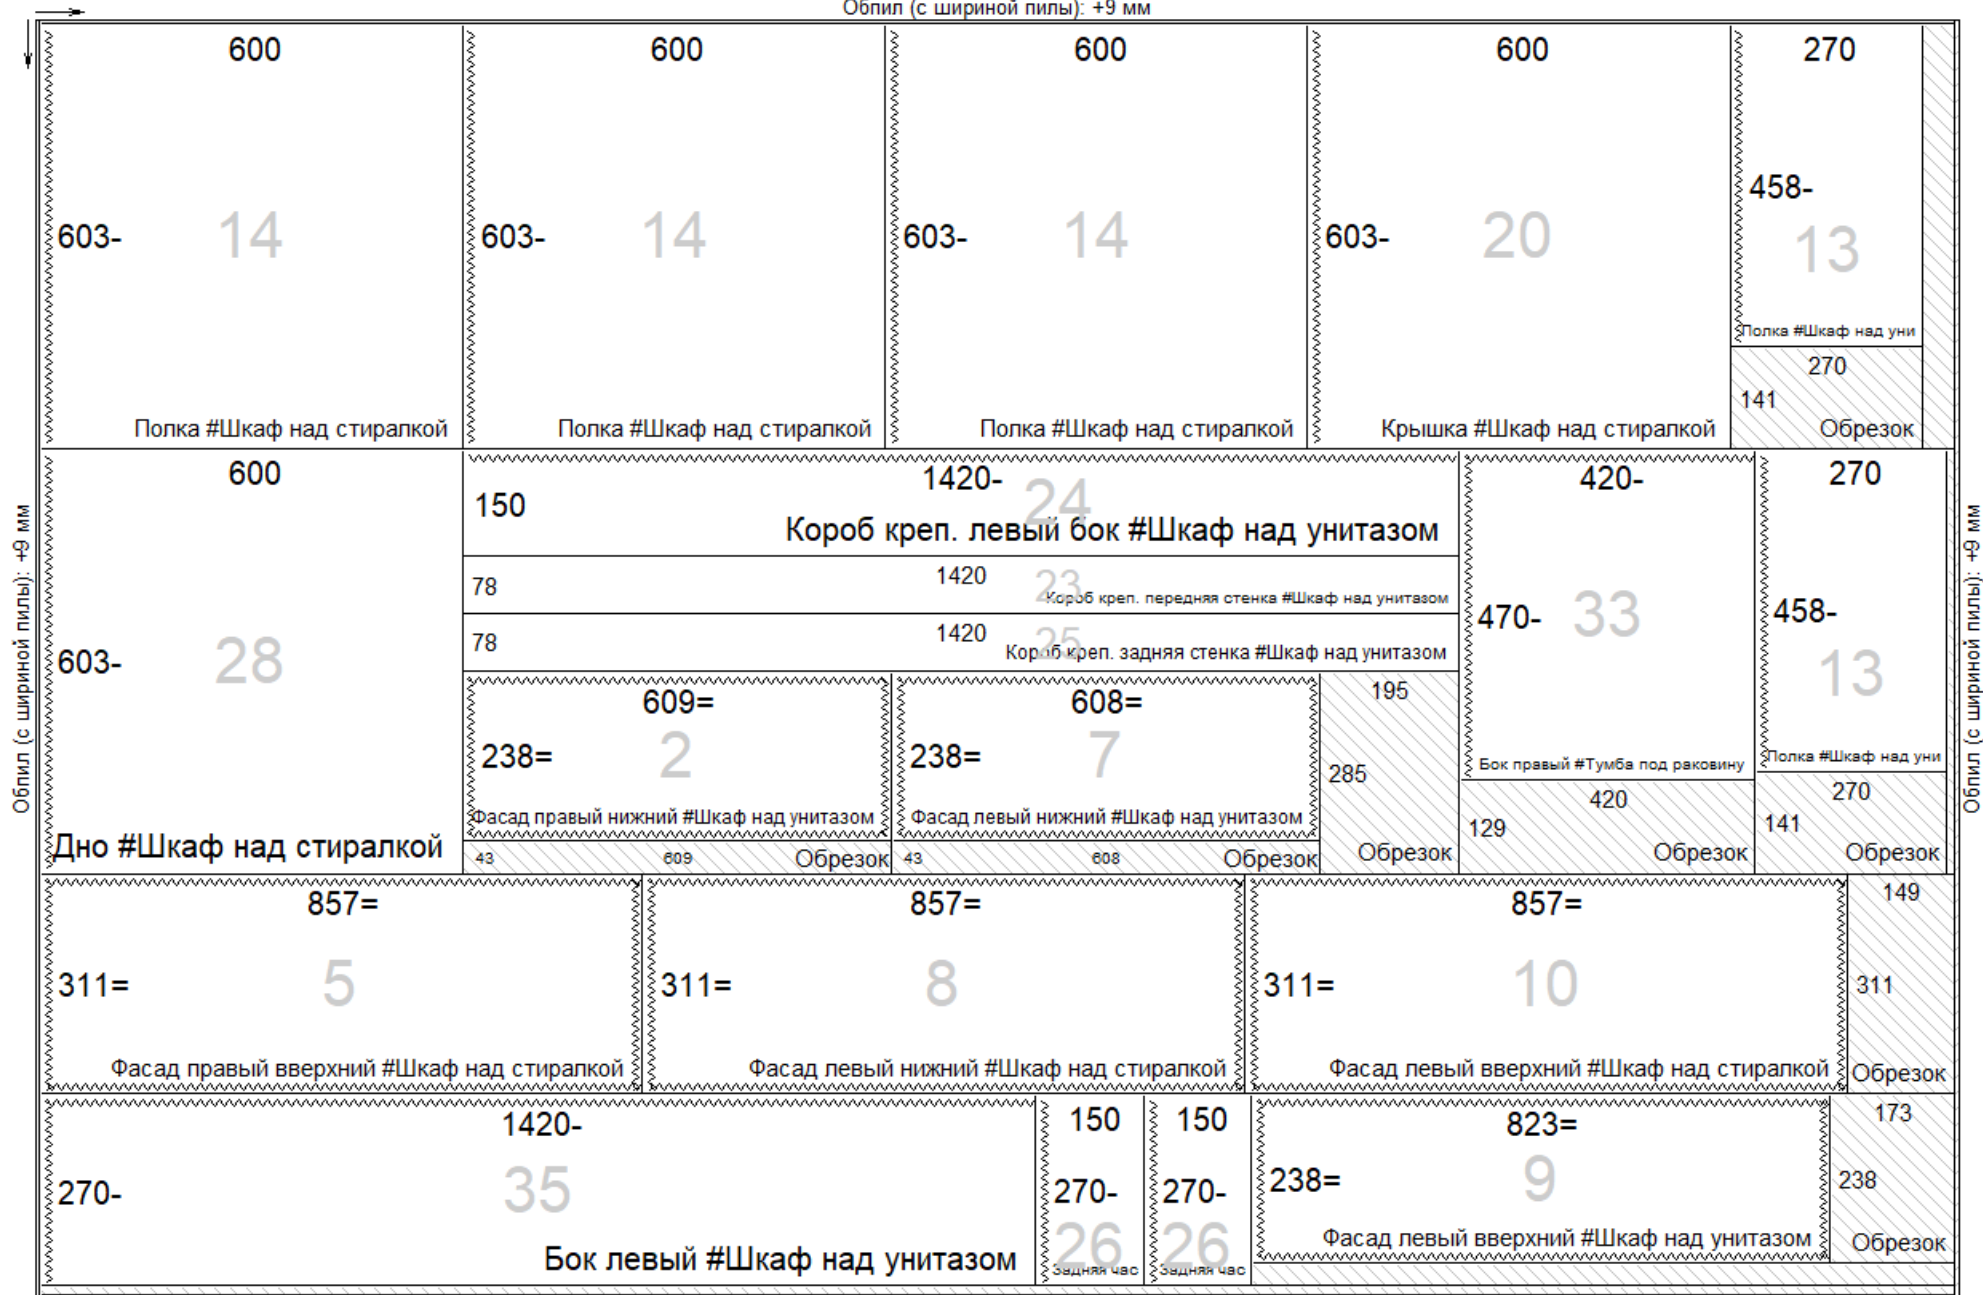 Обпил (с шириной пилы): +9 мм
Обпил (с шириной пилы): +9 мм
Обпил (с шириной пилы): +9 мм
600
603-
14
Полка #Шкаф над стиралкой
600
603-
14
Полка #Шкаф над стиралкой
600
603-
14
Полка #Шкаф над стиралкой
600
603-
20
Крышка #Шкаф над стиралкой
270
458-
13
Полка #Шкаф над уни
270
141
Обрезок
600
603-
28
Дно #Шкаф над стиралкой
1420-
150
24
Короб креп. левый бок #Шкаф над унитазом
1420
78
23
Короб креп. передняя стенка #Шкаф над унитазом
1420
78
25
Короб креп. задняя стенка #Шкаф над унитазом
609=
238=
2
Фасад правый нижний #Шкаф над унитазом
43
609
Обрезок
608=
238=
7
Фасад левый нижний #Шкаф над унитазом
43
608
Обрезок
195
285
Обрезок
420-
470-
33
Бок правый #Тумба под раковину
420
129
Обрезок
270
458-
13
Полка #Шкаф над уни
270
141
Обрезок
857=
311=
5
Фасад правый вверхний #Шкаф над стиралкой
857=
311=
8
Фасад левый нижний #Шкаф над стиралкой
857=
311=
10
Фасад левый вверхний #Шкаф над стиралкой
149
311
Обрезок
1420-
270-
35
Бок левый #Шкаф над унитазом
150
270-
26
Задняя час
150
270-
26
Задняя час
823=
238=
9
Фасад левый вверхний #Шкаф над унитазом
173
238
Обрезок